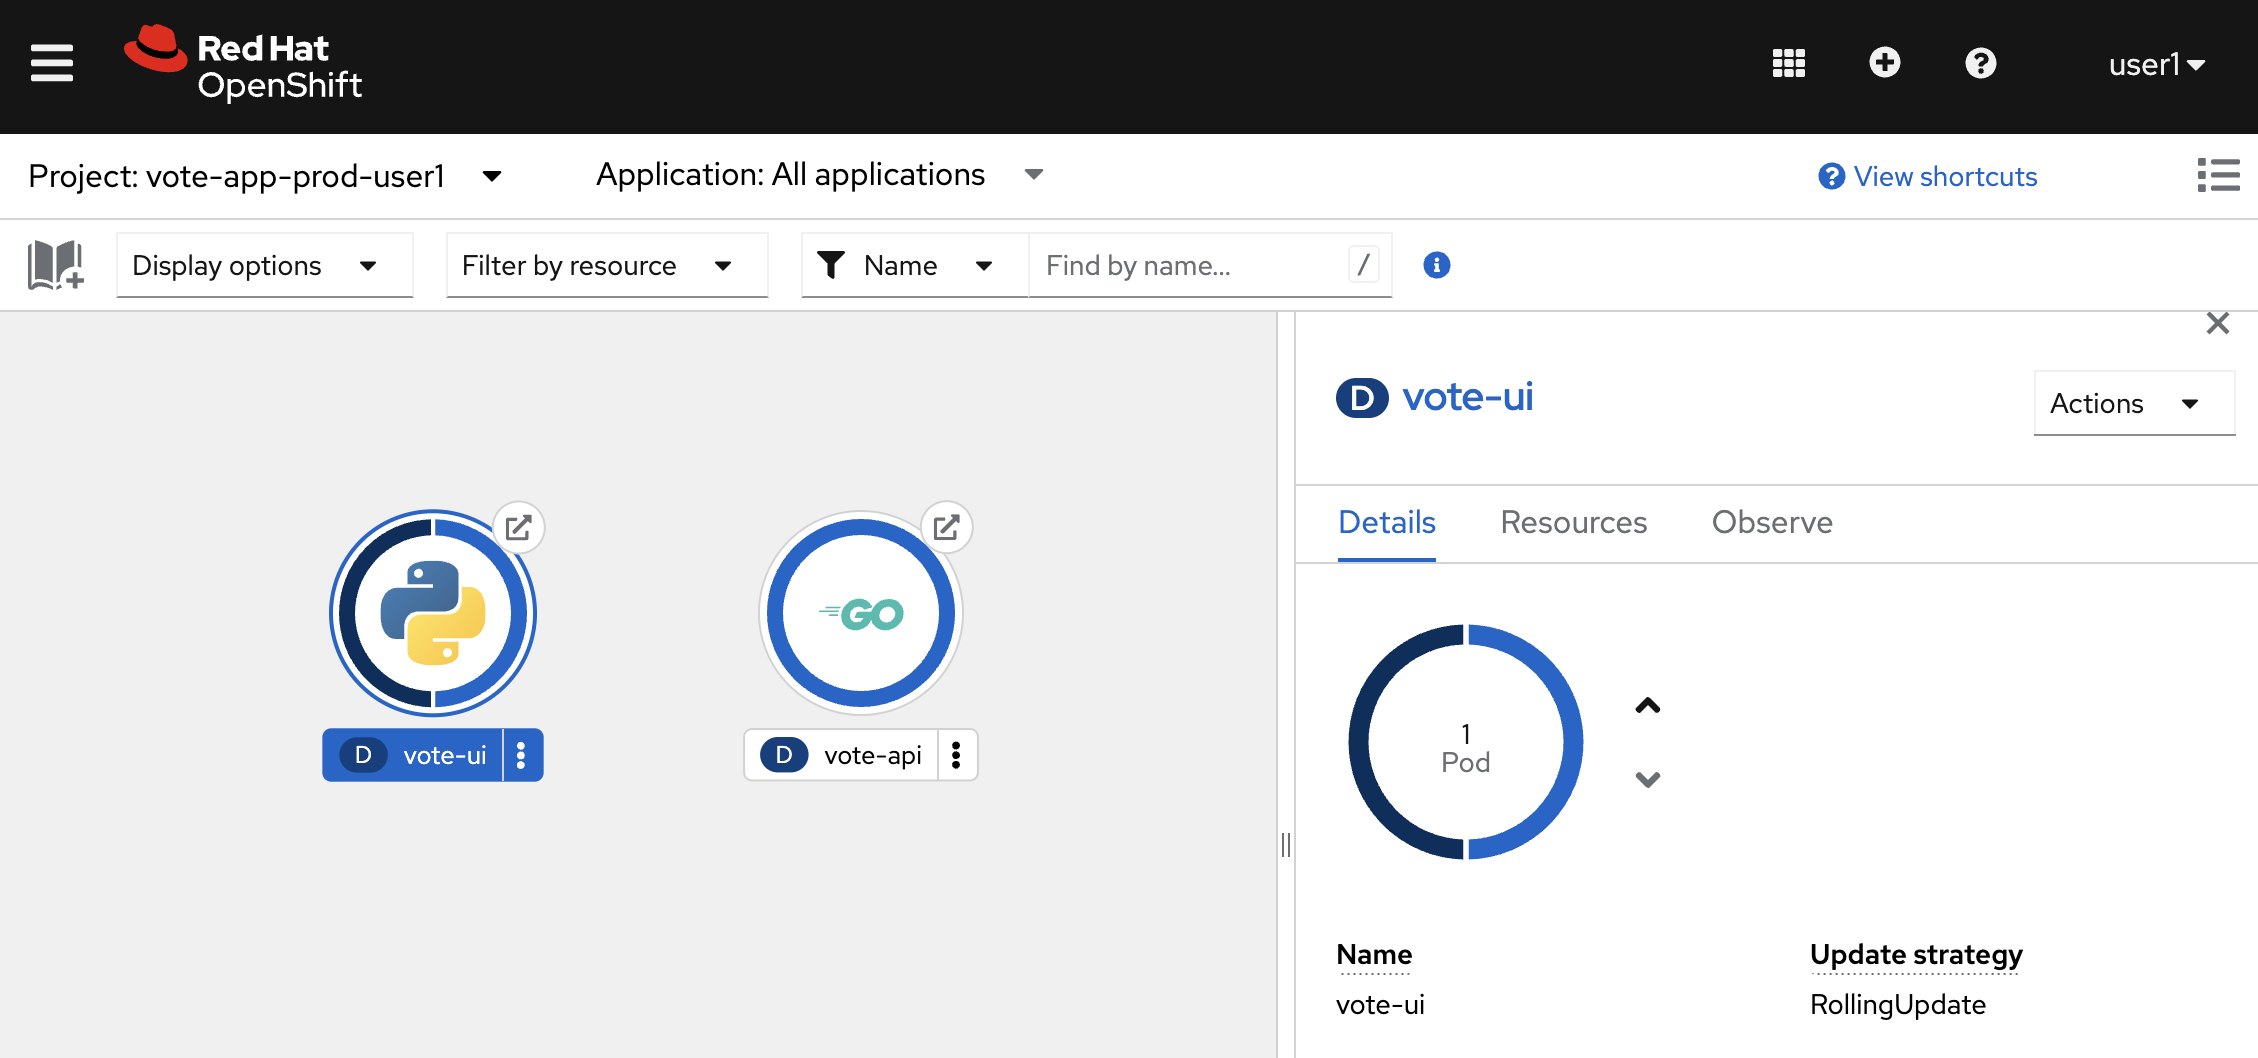 Red Hat
OpenShift
user1
Project: vote-app-prod-user1
Application: All applications
View shortcuts
Display options
Filter by resource
Name
Find by name...
/
D vote-ui
Actions
Details
Resources
Observe
GO
D vote-ui
D vote-api
1
Pod
Name
Update strategy
vote-ui
RollingUpdate